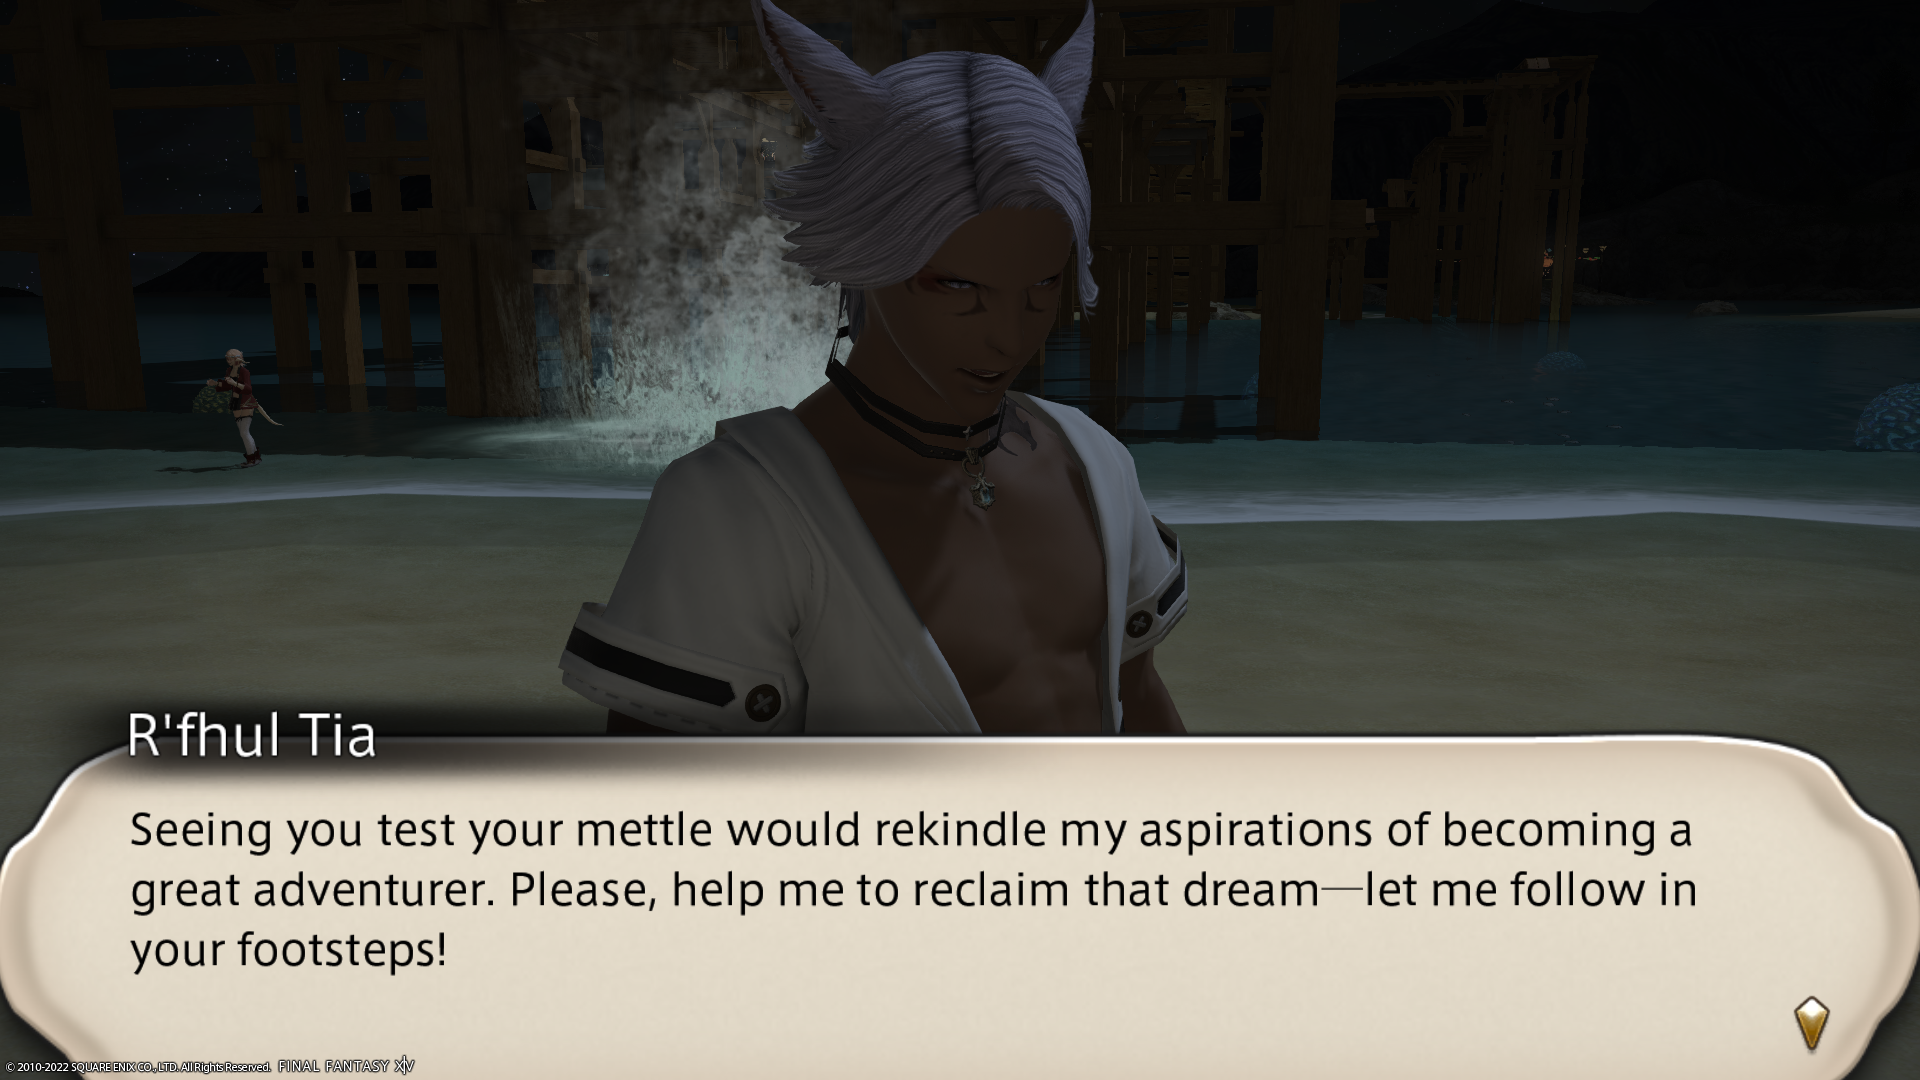 R'fhul Tia
Seeing you test your mettle would rekindle my aspirations of becoming a
great adventurer. Please, help me to reclaim that dream—let me follow in
your footsteps!
© 2010-2022 SQUARE ENIX CO., LTD. All Rights Reserved. FINAL FANTASY XIV